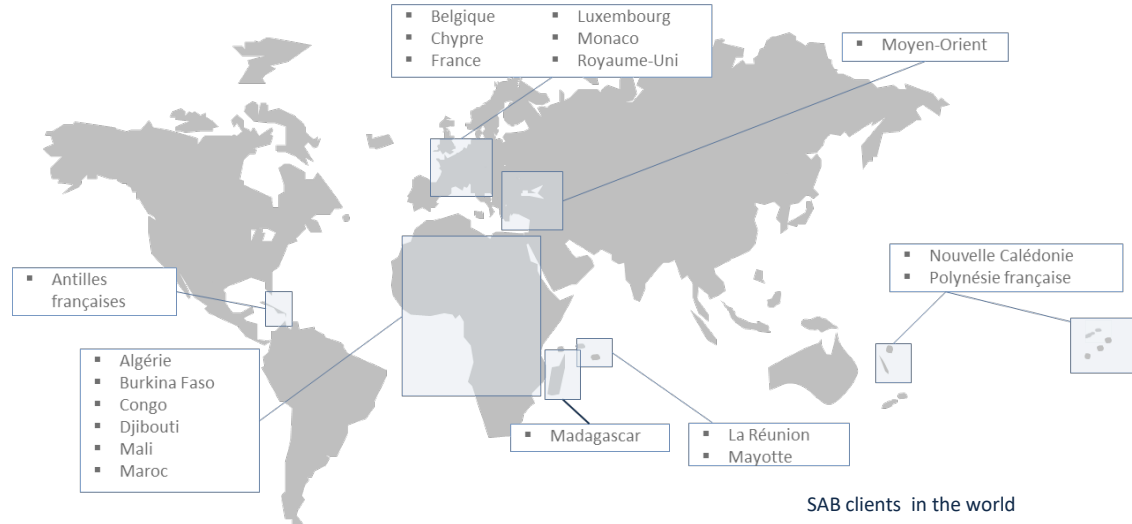 ▪ Belgique
▪ Chypre
▪ France
▪ Luxembourg
▪ Monaco
▪ Royaume-Uni
▪ Moyen-Orient
▪ Antilles
françaises
▪ Nouvelle Calédonie
▪ Polynésie française
▪ Algérie
▪ Burkina Faso
▪ Congo
▪ Djibouti
▪ Mali
▪ Maroc
▪ Madagascar
▪ La Réunion
▪ Mayotte
SAB clients in the world